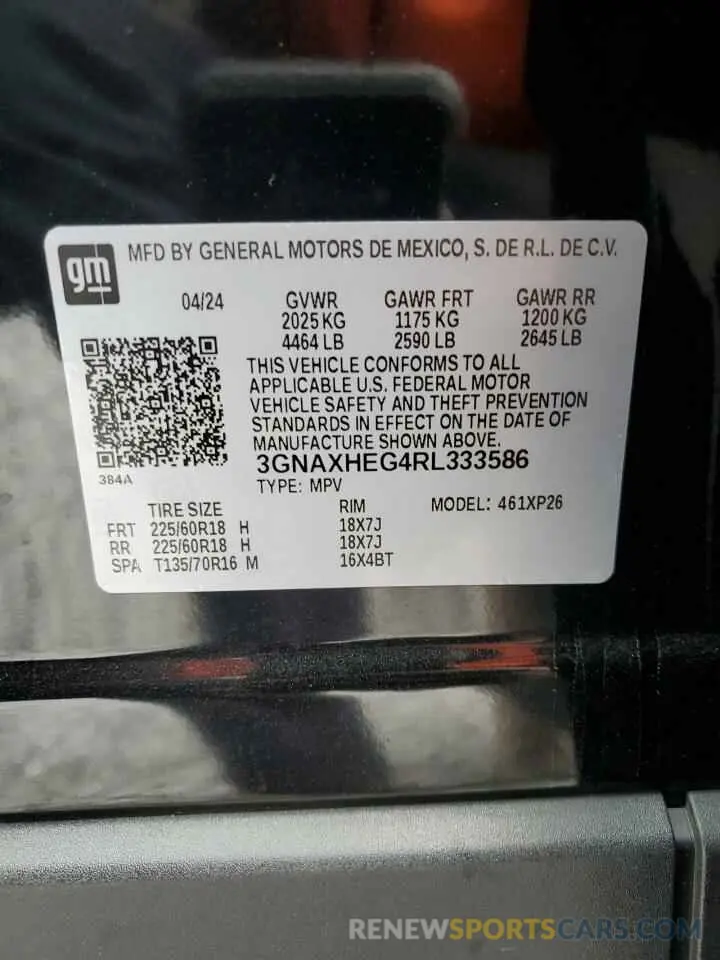 gm
MFD BY GENERAL MOTORS DE MEXICO, S. DE R.L. DE C.V.
04/24 GVWR GAWR FRT GAWR RR
2025 KG 1175 KG 1200 KG
4464 LB 2590 LB 2645 LB
THIS VEHICLE CONFORMS TO ALL
APPLICABLE U.S. FEDERAL MOTOR
VEHICLE SAFETY AND THEFT PREVENTION
STANDARDS IN EFFECT ON THE DATE OF
MANUFACTURE SHOWN ABOVE.
3GNAXHEG4RL333586
384A
TYPE: MPV
TIRE SIZE RIM MODEL: 461XP26
FRT 225/60R18 H 18X7J
RR 225/60R18 H 18X7J
SPA T135/70R16 M 16X4BT
RENEWSPORTSCARS.COM